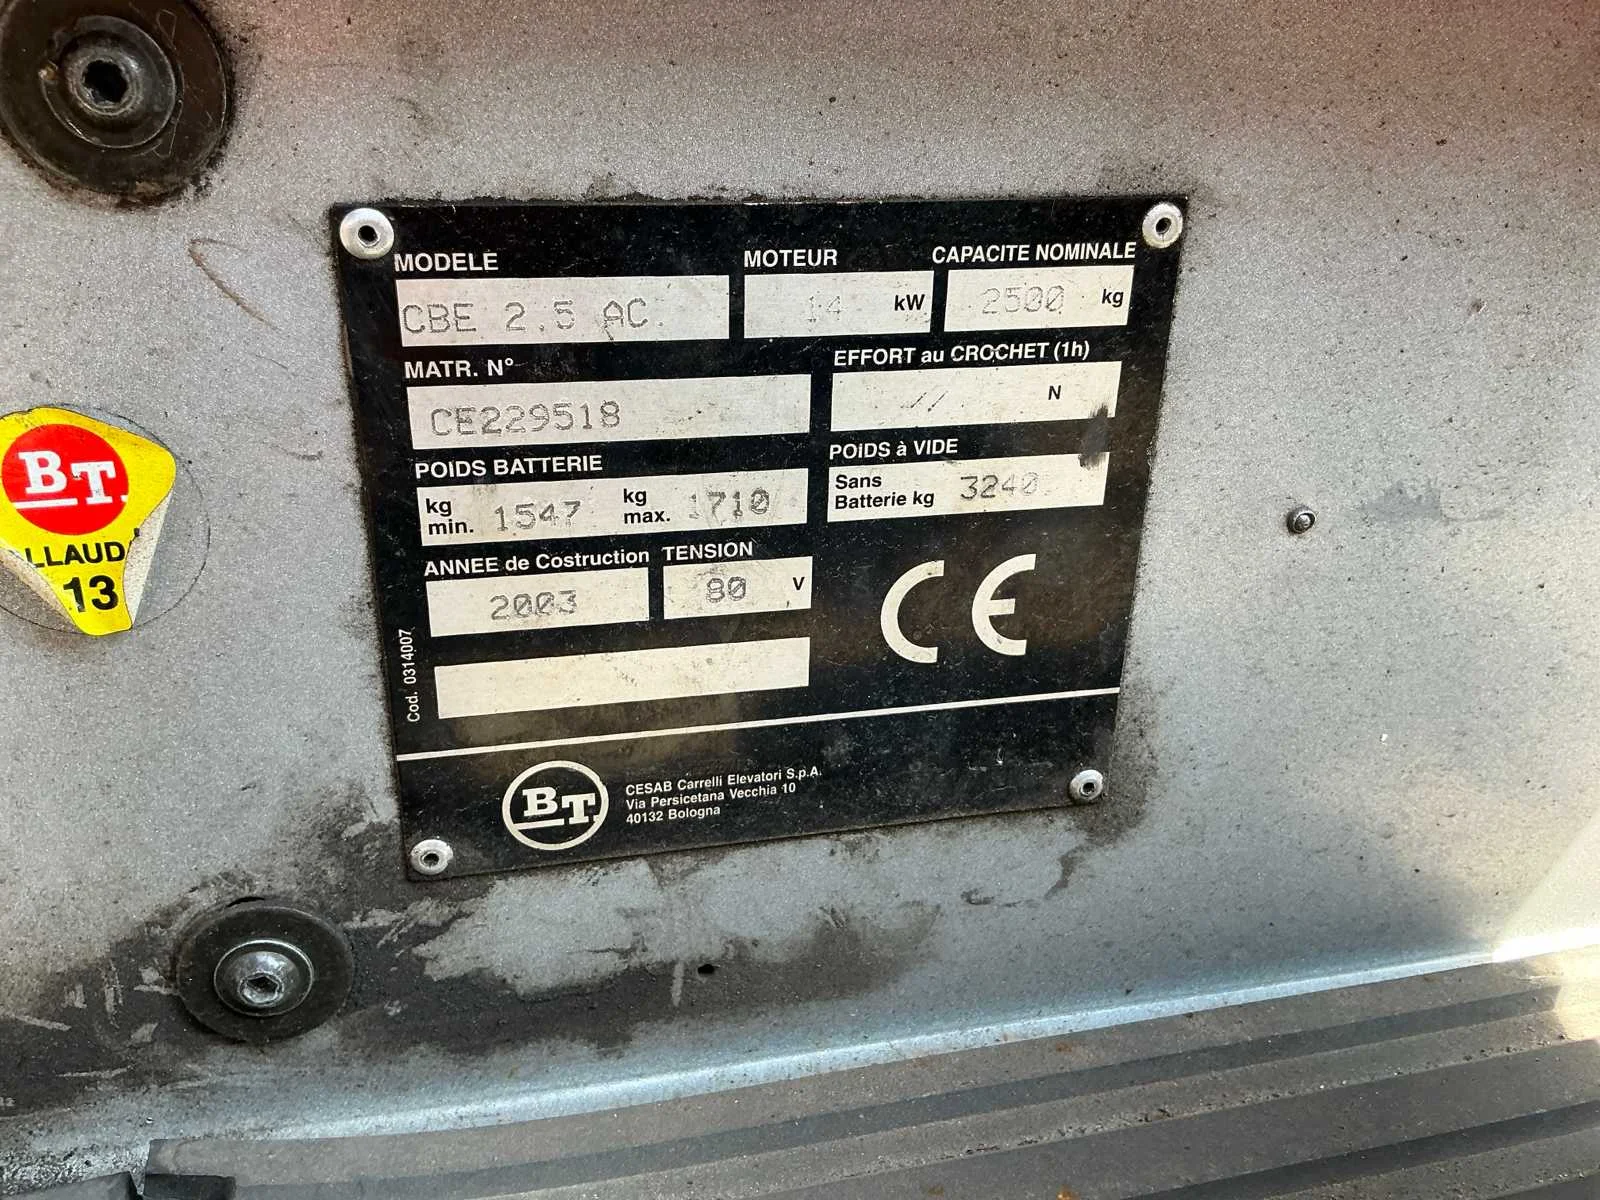 MODELE
CBE 2.5 AC.
MOTEUR
14 kW
CAPACITE NOMINALE
2500 kg
MATR. N°
CE229518
EFFORT au CROCHET (1h)
// N
POIDS BATTERIE
kg min. 1547 kg max. 1710
POiDS à VIDE
Sans
Batterie kg 3240
ANNEE de Costruction
2003
TENSION
80 V
CE
Cod. 0314007
BT
CESAB Carrelli Elevatori S.p.A.
Via Persicetana Vecchia 10
40132 Bologna
BT
LLAUD
13